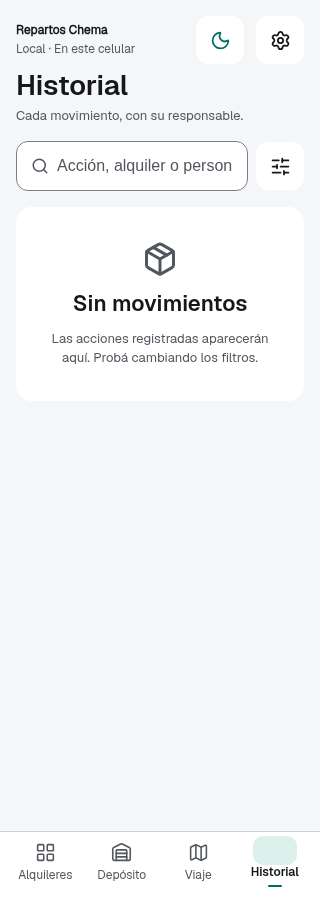 Repartos Chema
Local · En este celular
Historial
Cada movimiento, con su responsable.
Acción, alquiler o person
Sin movimientos
Las acciones registradas aparecerán
aquí. Probá cambiando los filtros.
Alquileres
Depósito
Viaje
Historial